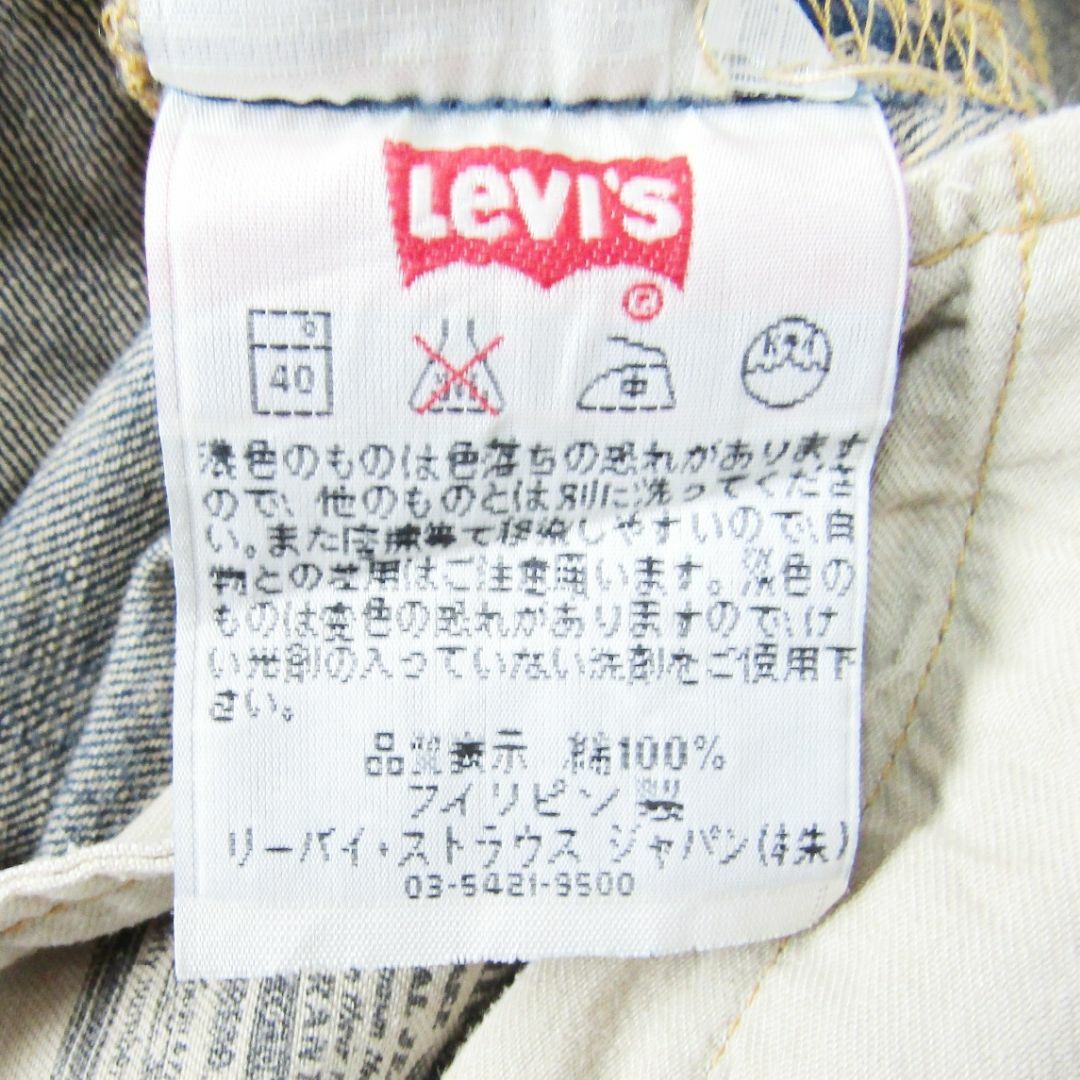 Levi's
R
40
中
ドライ
濃色のものは色落ちの恐れがあります
ので、他のものとは別に洗ってくださ
い。また摩擦等で移染しやすいので、白
物との使用はご注意願います。淡色の
ものは変色の恐れがありますので、け
い光剤の入っていない洗剤をご使用下
さい。
品質表示 綿100%
フィリピン製
リーバイ・ストラウス ジャパン(株)
03-5421-9500